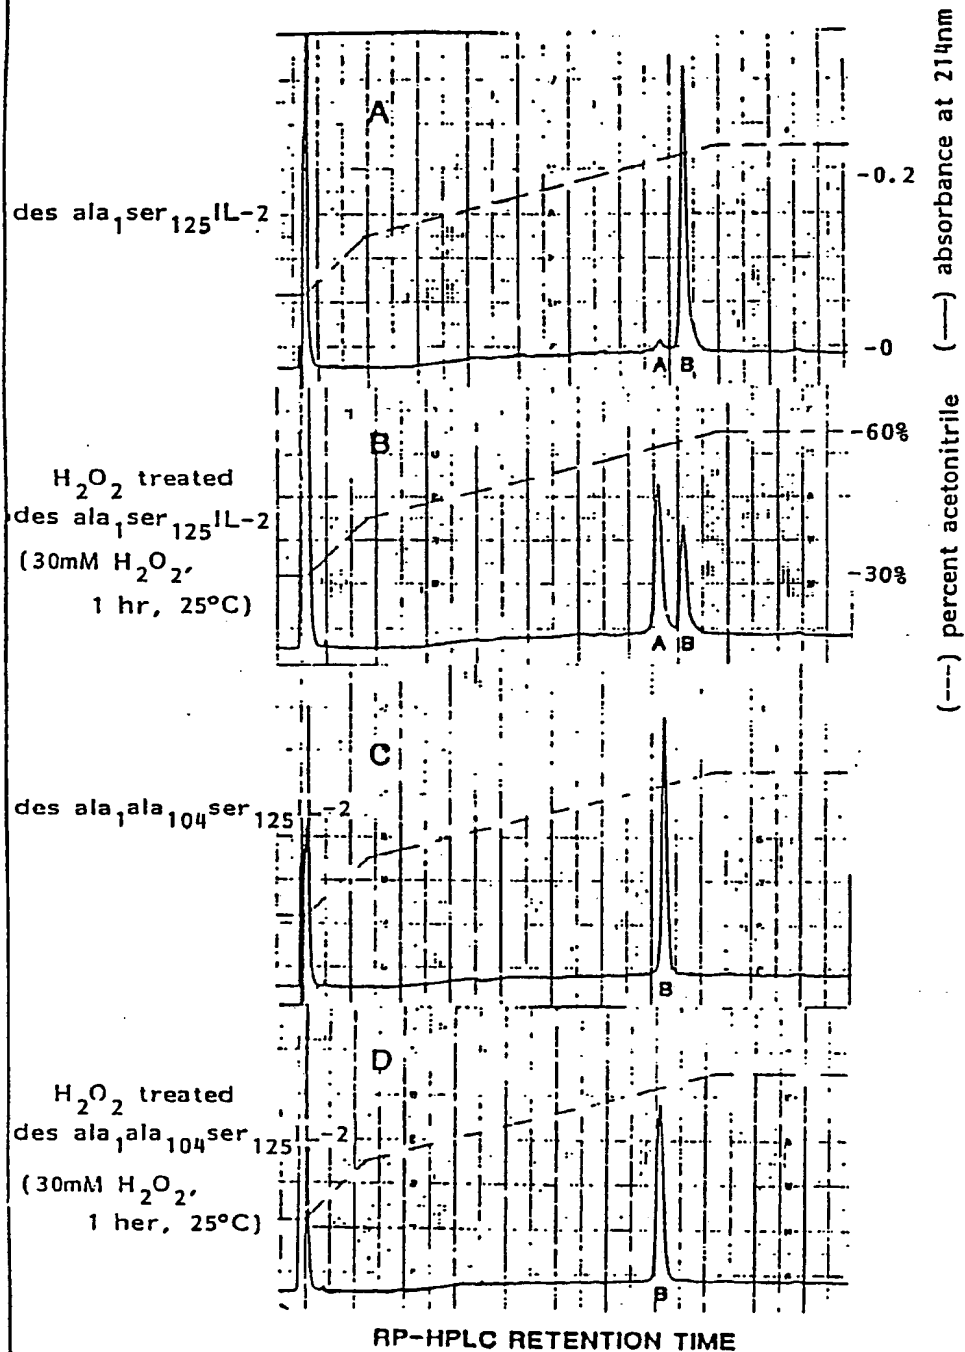 A
des ala₁ser₁₂₅IL-2
-0.2
-0
A B
B
H₂O₂ treated
des ala₁ser₁₂₅IL-2
(30mM H₂O₂,
1 hr, 25°C)
-60%
-30%
A B
C
des ala₁ala₁₀₄ser₁₂₅IL-2
B
D
H₂O₂ treated
des ala₁ala₁₀₄ser₁₂₅IL-2
(30mM H₂O₂,
1 her, 25°C)
B
RP-HPLC RETENTION TIME
(---) percent acetonitrile (——) absorbance at 214nm